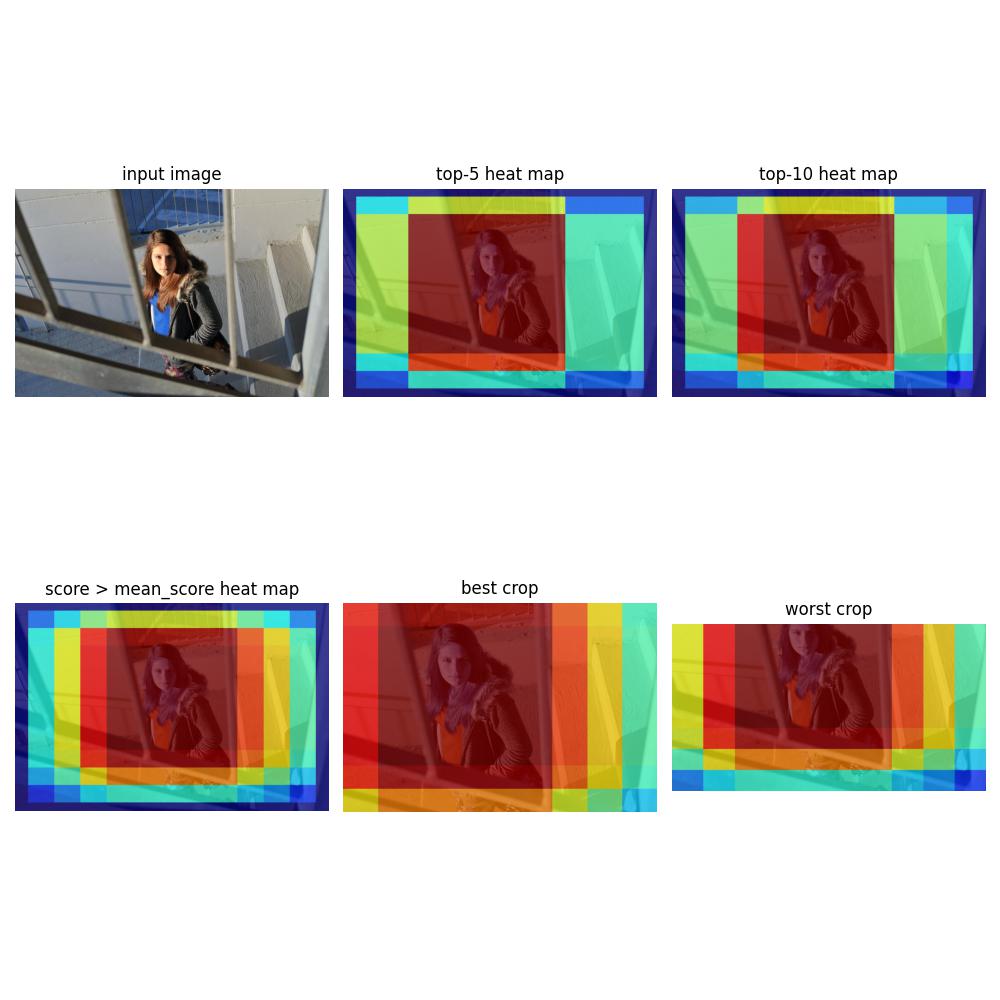 input image
top-5 heat map
top-10 heat map
score > mean_score heat map
best crop
worst crop